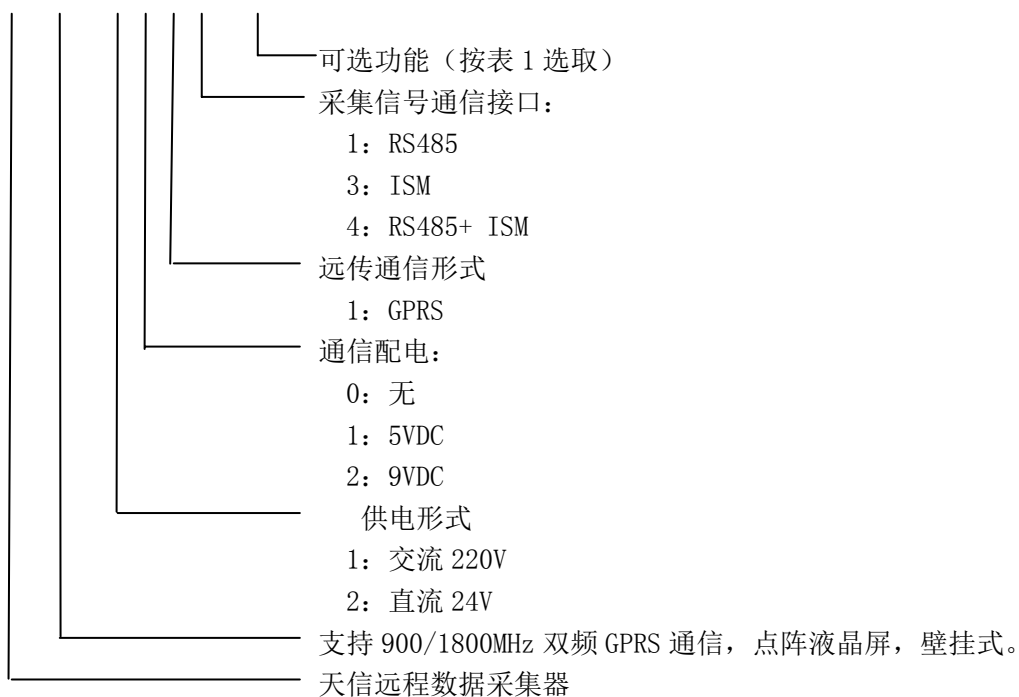 可选功能（按表 1 选取）
采集信号通信接口：
1：RS485
3：ISM
4：RS485+ ISM
远传通信形式
1：GPRS
通信配电：
0：无
1：5VDC
2：9VDC
供电形式
1：交流 220V
2：直流 24V
支持 900/1800MHz 双频 GPRS 通信，点阵液晶屏，壁挂式。
天信远程数据采集器